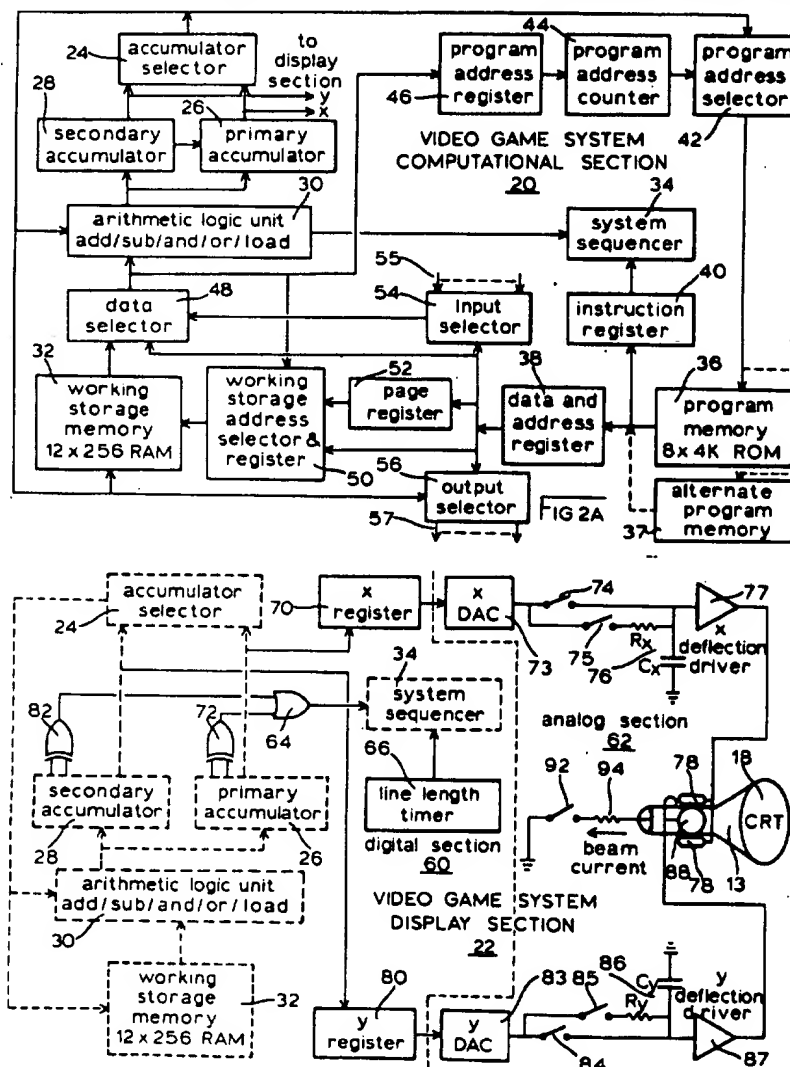 24
accumulator
selector
to
display
section
y
x
28
secondary
accumulator
26
primary
accumulator
30
arithmetic logic unit
add/sub/and/or/load
48
data
selector
32
working
storage
memory
12 x 256 RAM
working
storage
address
selector &
register
50
52
page
register
55
54
input
selector
56
output
selector
57
FIG 2A
38
data and
address
register
46
program
address
register
44
program
address
counter
program
address
selector
42
VIDEO GAME SYSTEM
COMPUTATIONAL SECTION
20
34
system
sequencer
40
instruction
register
36
program
memory
8 x 4K ROM
alternate
program
memory
37
accumulator
selector
24
70
x
register
x
DAC
73
74
75
Rx
76
Cx
77
x
deflection
driver
82
72
64
34
system
sequencer
analog section
62
secondary
accumulator
28
primary
accumulator
26
66
line length
timer
digital section
60
92
94
beam
current
78
88
78
18
CRT
13
arithmetic logic unit
add/sub/and/or/load
30
VIDEO GAME SYSTEM
DISPLAY SECTION
22
working
storage
memory
12 x 256 RAM
32
80
y
register
83
y
DAC
85
84
86
Ry
Cy
y
deflection
driver
87